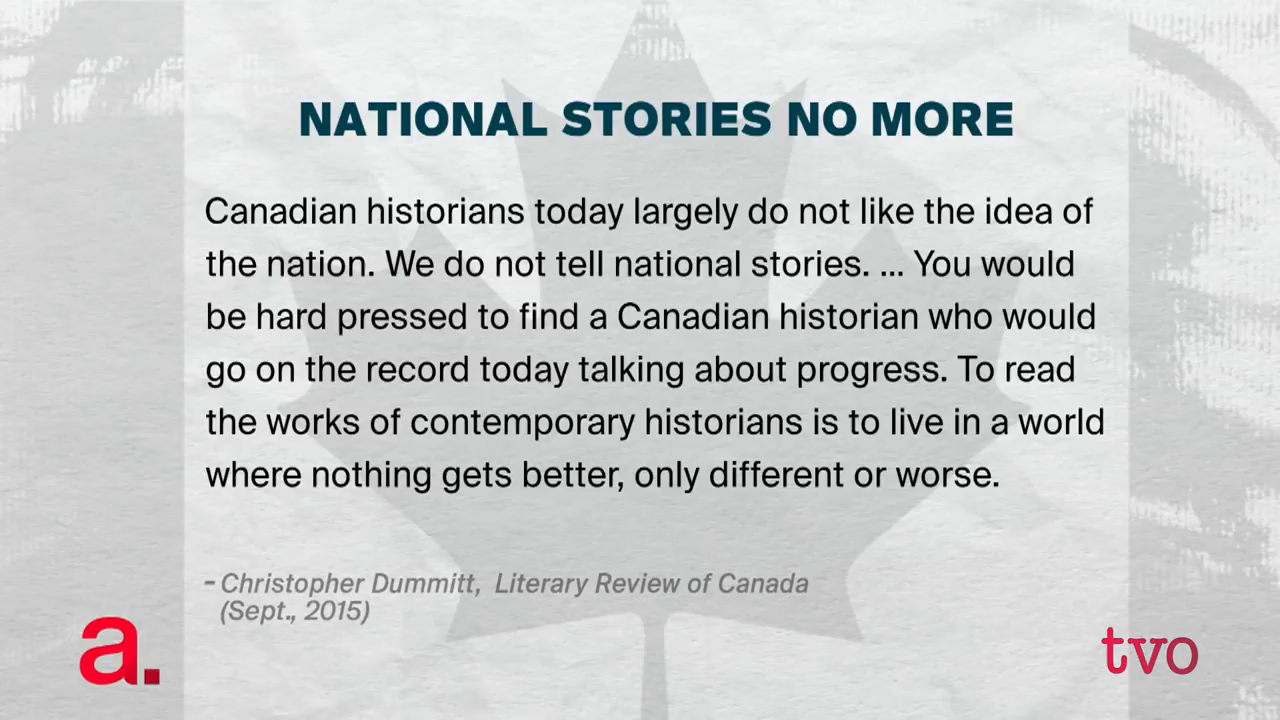 NATIONAL STORIES NO MORE
Canadian historians today largely do not like the idea of
the nation. We do not tell national stories. ... You would
be hard pressed to find a Canadian historian who would
go on the record today talking about progress. To read
the works of contemporary historians is to live in a world
where nothing gets better, only different or worse.
- Christopher Dummitt, Literary Review of Canada
(Sept., 2015)
a.
tvo